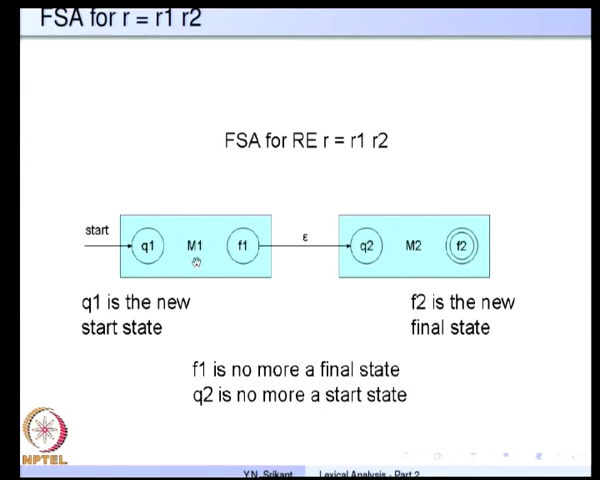 FSA for r = r1 r2
FSA for RE r = r1 r2
start
q1 M1 f1 ε q2 M2 f2
q1 is the new
start state
f2 is the new
final state
f1 is no more a final state
q2 is no more a start state
NPTEL
Y.N. Srikant Lexical Analysis - Part 2